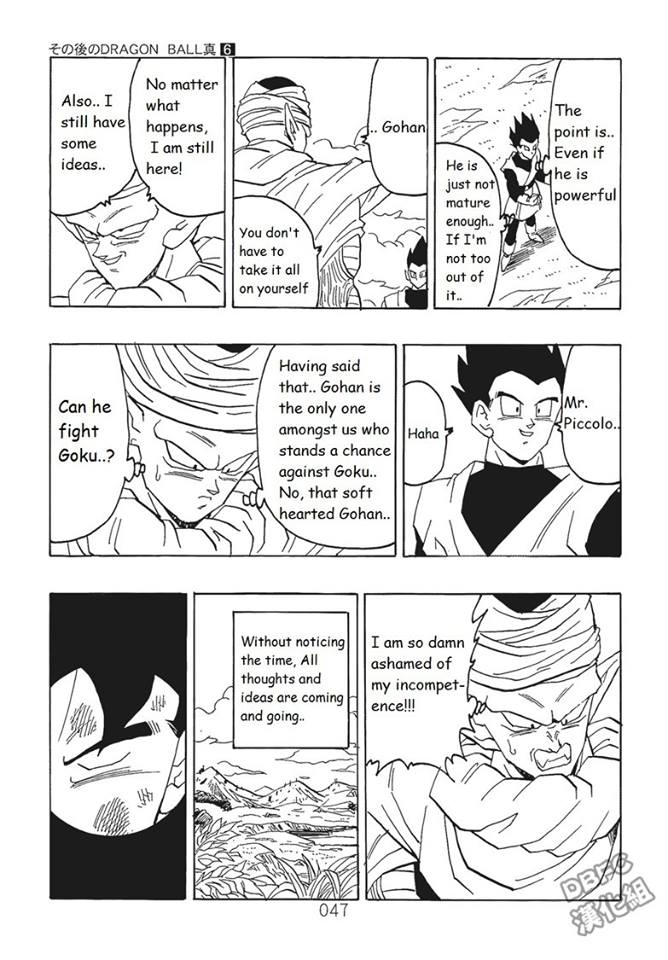 その後のDRAGON BALL真 6
The
point is..
Even if
he is
powerful
He is
just not
mature
enough..
If I'm
not too
out of
it..
.. Gohan
You don't
have to
take it all
on yourself
No matter
what
happens,
I am still
here!
Also.. I
still have
some
ideas..
Mr.
Piccolo..
Haha
Having said
that.. Gohan is
the only one
amongst us who
stands a chance
against Goku..
No, that soft
hearted Gohan..
Can he
fight
Goku..?
I am so damn
ashamed of
my incompet-
ence!!!
Without noticing
the time, All
thoughts and
ideas are coming
and going..
047
DBFC
漢化組